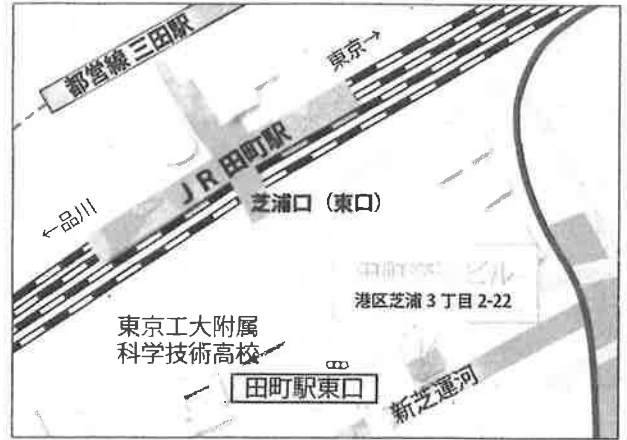 都営線 三田駅
東京→
JR 田町駅
芝浦口（東口）
←品川
港区芝浦3丁目2-22
東京工大附属
科学技術高校
田町駅東口
新芝運河